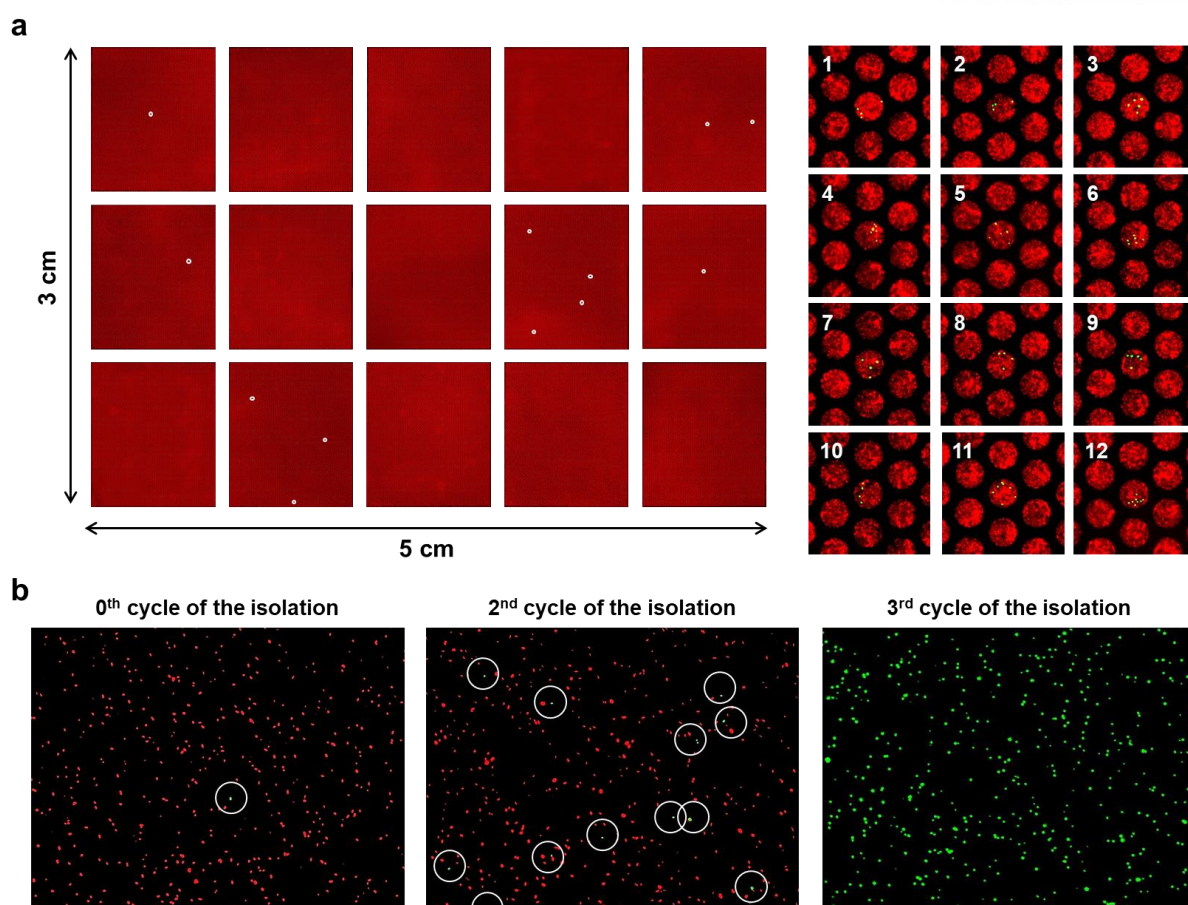 a
3 cm
5 cm
1 2 3
4 5 6
7 8 9
10 11 12
b
0th cycle of the isolation
2nd cycle of the isolation
3rd cycle of the isolation